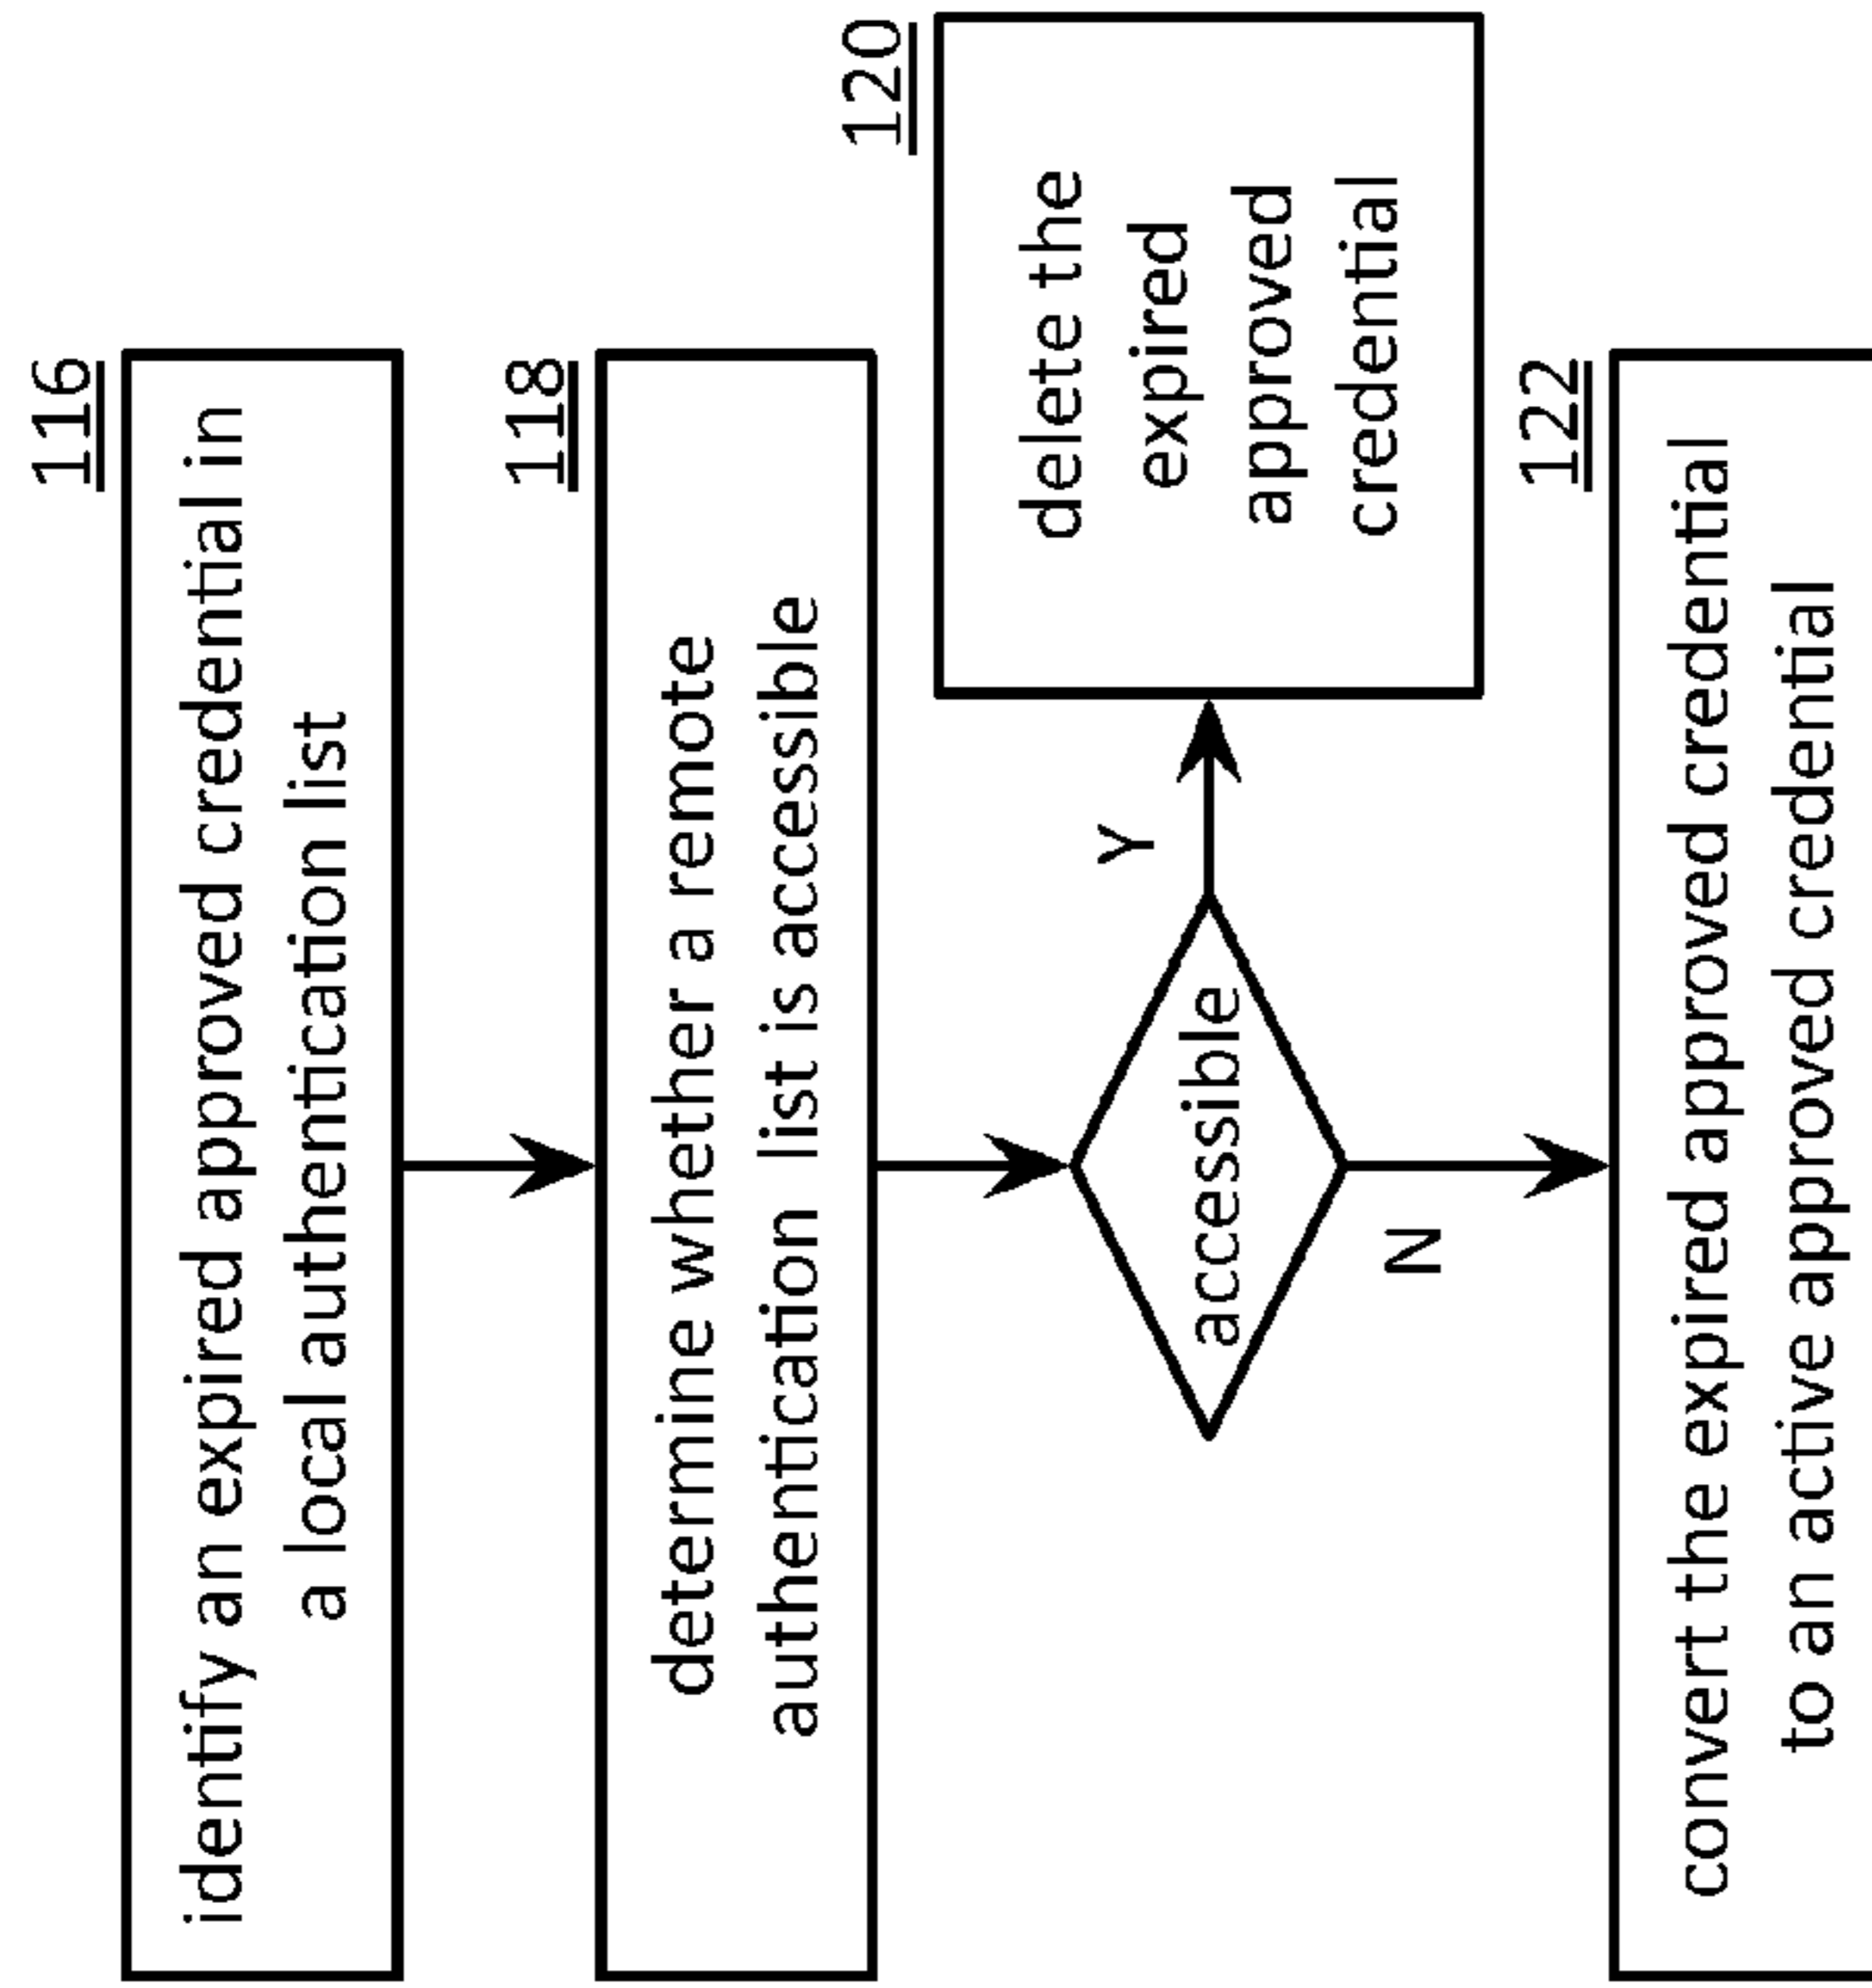 116
identify an expired approved credential in
a local authentication list
118
determine whether a remote
authentication list is accessible
accessible
Y
120
delete the
expired
approved
credential
N
122
convert the expired approved credential
to an active approved credential